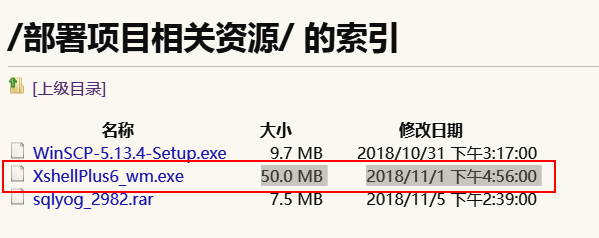 /部署项目相关资源/ 的索引
[上级目录]
名称 大小 修改日期
WinSCP-5.13.4-Setup.exe 9.7 MB 2018/10/31 下午3:17:00
XshellPlus6_wm.exe 50.0 MB 2018/11/1 下午4:56:00
sqlyog_2982.rar 7.5 MB 2018/11/5 下午2:39:00